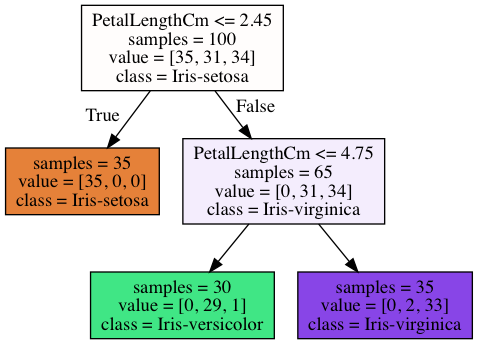 PetalLengthCm <= 2.45
samples = 100
value = [35, 31, 34]
class = Iris-setosa
True
False
samples = 35
value = [35, 0, 0]
class = Iris-setosa
PetalLengthCm <= 4.75
samples = 65
value = [0, 31, 34]
class = Iris-virginica
samples = 30
value = [0, 29, 1]
class = Iris-versicolor
samples = 35
value = [0, 2, 33]
class = Iris-virginica